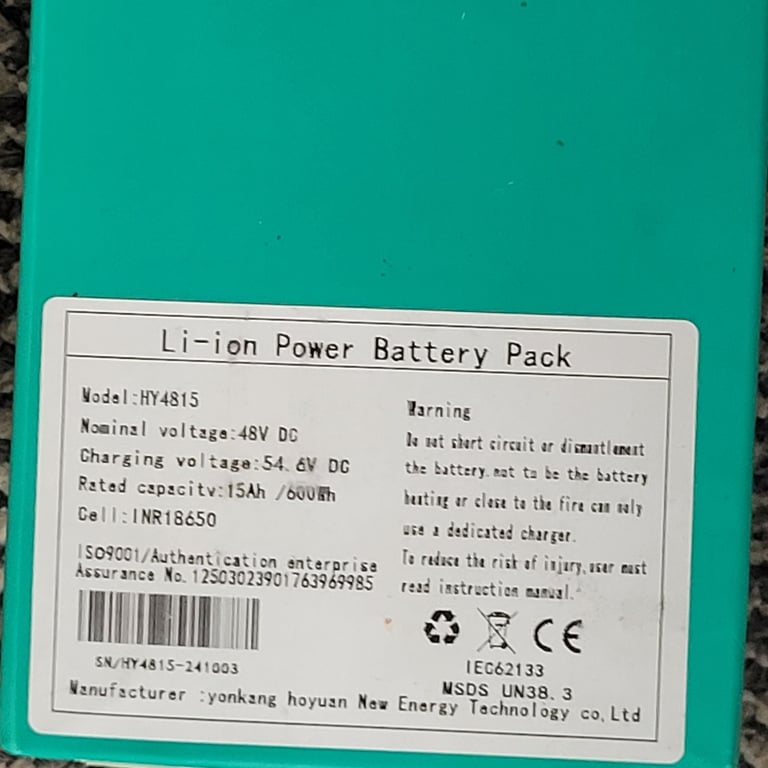 Li-ion Power Battery Pack
Model:HY4815
Nominal voltage:48V DC
Charging voltage:54.6V DC
Rated capacity:15Ah /600Wh
Cell:INR18650
ISO9001/Authentication enterprise
Assurance No.12503023901763969985
SN/HY4815-241003
Warning
Do not short circuit or dismantlement
the battery.not to be the battery
heating or close to the fire can only
use a dedicated charger.
To reduce the risk of injury,user must
read instruction manual.
CE
IEC62133
MSDS UN38.3
Manufacturer :yonkang hoyuan New Energy Technology co,Ltd